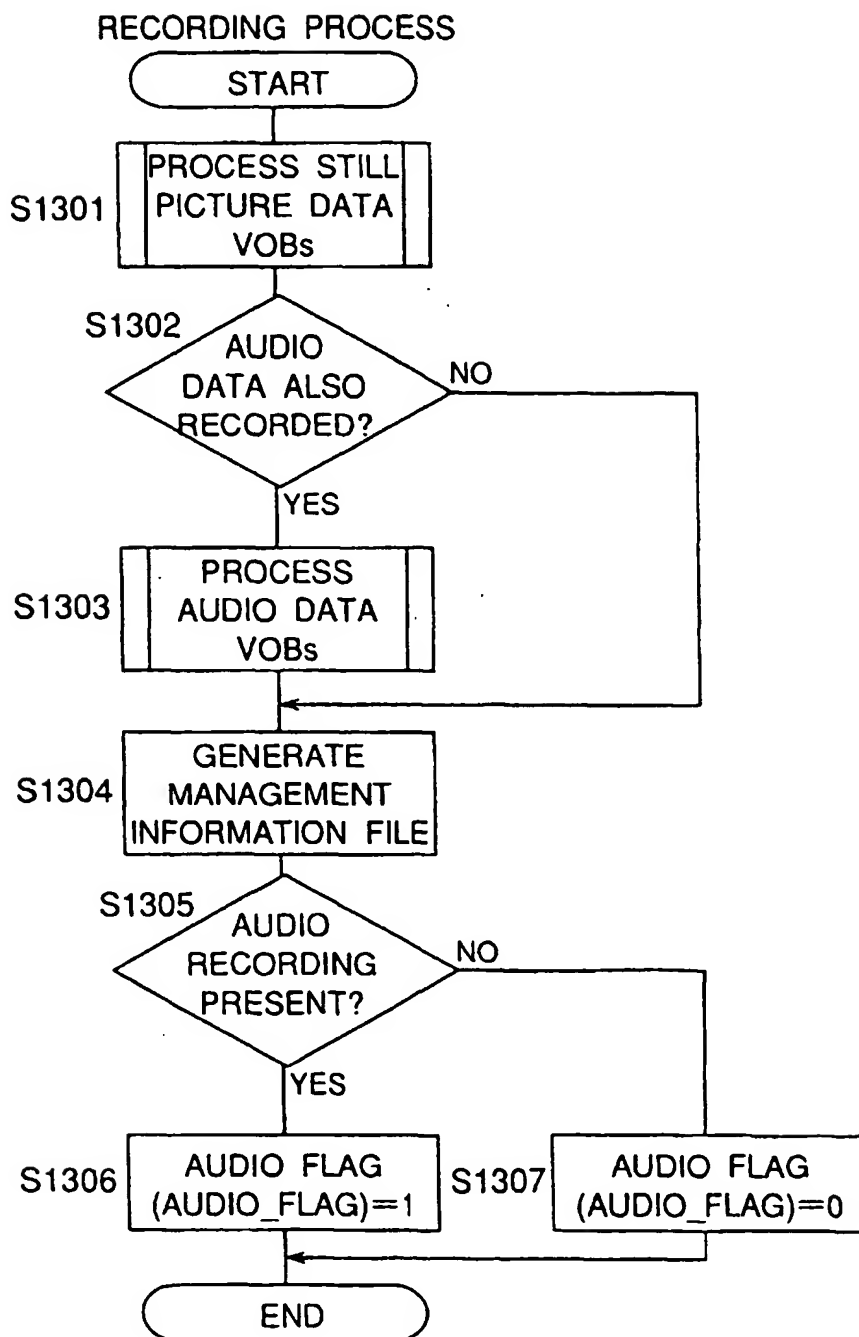 RECORDING PROCESS
START
S1301
PROCESS STILL
PICTURE DATA
VOBs
S1302
AUDIO
DATA ALSO
RECORDED?
NO
YES
S1303
PROCESS
AUDIO DATA
VOBs
S1304
GENERATE
MANAGEMENT
INFORMATION FILE
S1305
AUDIO
RECORDING
PRESENT?
NO
YES
S1306
AUDIO FLAG
(AUDIO_FLAG)=1
S1307
AUDIO FLAG
(AUDIO_FLAG)=0
END